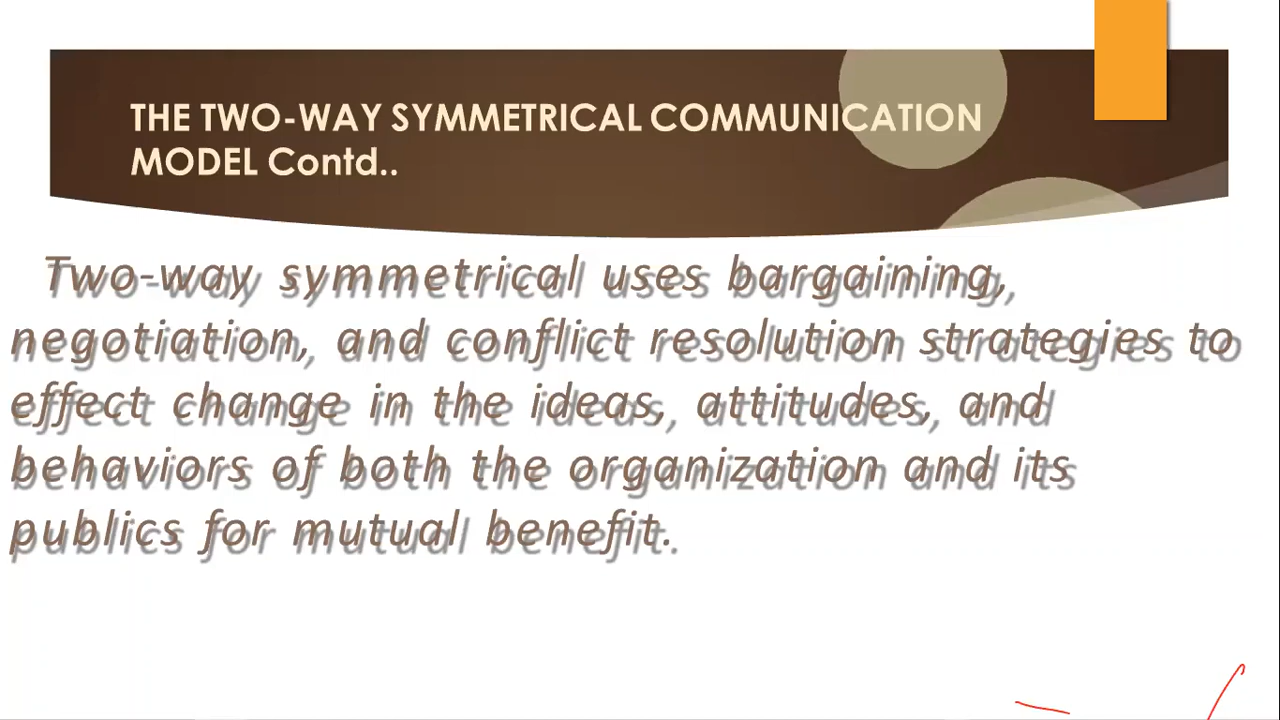 THE TWO-WAY SYMMETRICAL COMMUNICATION
MODEL Contd..
Two-way symmetrical uses bargaining,
negotiation, and conflict resolution strategies to
effect change in the ideas, attitudes, and
behaviors of both the organization and its
publics for mutual benefit.